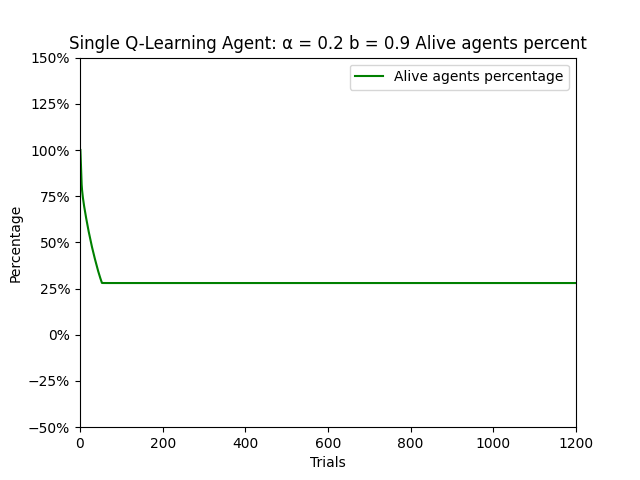 Single Q-Learning Agent: α = 0.2 b = 0.9 Alive agents percent
150%
125%
100%
75%
50%
25%
0%
−25%
−50%
Percentage
Alive agents percentage
0 200 400 600 800 1000 1200
Trials